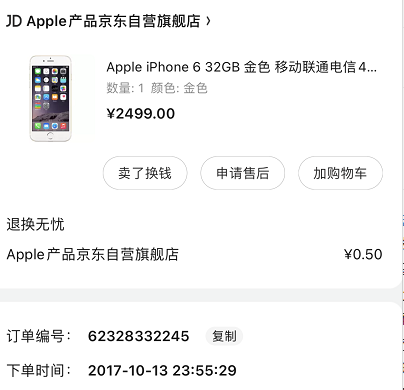 JD Apple产品京东自营旗舰店 ›
Apple iPhone 6 32GB 金色 移动联通电信4...
数量: 1 颜色: 金色
¥2499.00
卖了换钱 申请售后 加购物车
退换无忧
Apple产品京东自营旗舰店 ¥0.50
订单编号: 62328332245 复制
下单时间: 2017-10-13 23:55:29